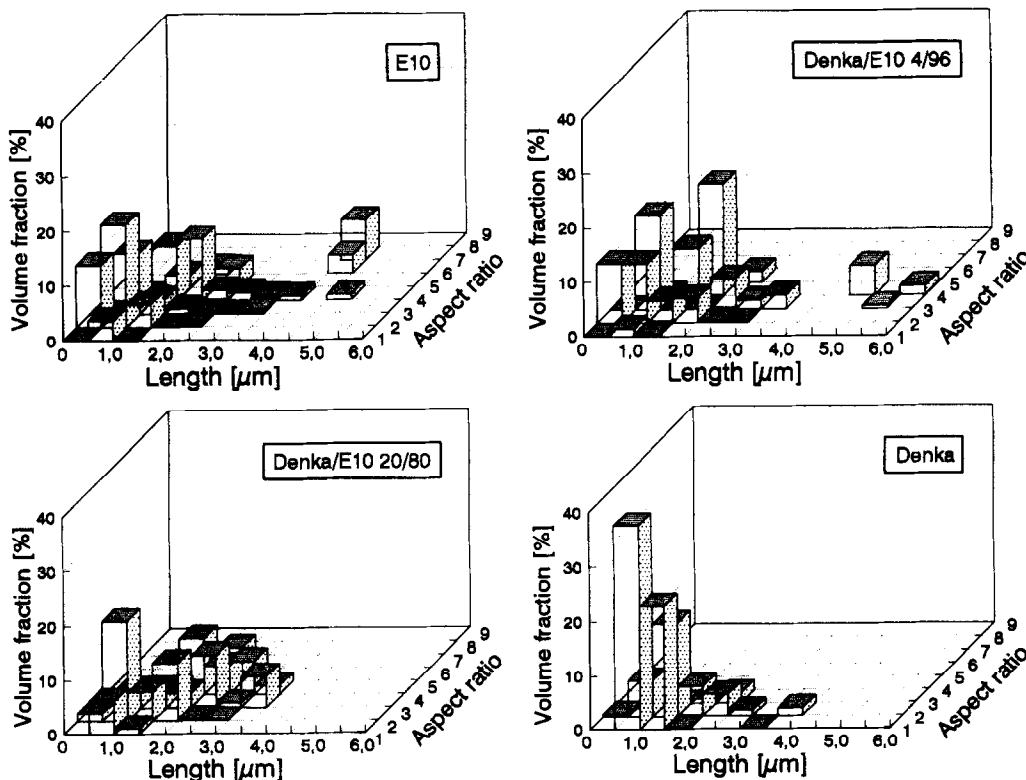 E10
Volume fraction [%]
40
30
20
10
0
0 1,0 2,0 3,0 4,0 5,0 6,0
Length [µm]
1 2 3 4 5 6 7 8 9
Aspect ratio
Denka/E10 4/96
Volume fraction [%]
40
30
20
10
0
0 1,0 2,0 3,0 4,0 5,0 6,0
Length [µm]
1 2 3 4 5 6 7 8 9
Aspect ratio
Denka/E10 20/80
Volume fraction [%]
40
30
20
10
0
0 1,0 2,0 3,0 4,0 5,0 6,0
Length [µm]
1 2 3 4 5 6 7 8 9
Aspect ratio
Denka
Volume fraction [%]
40
30
20
10
0
0 1,0 2,0 3,0 4,0 5,0 6,0
Length [µm]
1 2 3 4 5 6 7 8 9
Aspect ratio